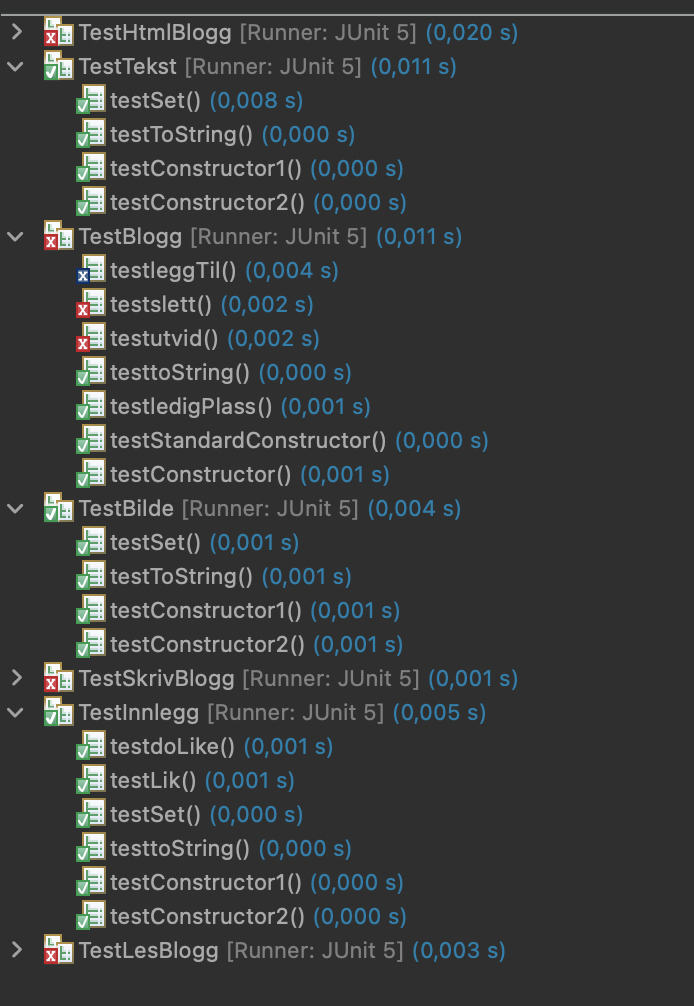 TestHtmlBlogg [Runner: JUnit 5] (0,020 s)
TestTekst [Runner: JUnit 5] (0,011 s)
testSet() (0,008 s)
testToString() (0,000 s)
testConstructor1() (0,000 s)
testConstructor2() (0,000 s)
TestBlogg [Runner: JUnit 5] (0,011 s)
testleggTil() (0,004 s)
testslett() (0,002 s)
testutvid() (0,002 s)
testtoString() (0,000 s)
testledigPlass() (0,001 s)
testStandardConstructor() (0,000 s)
testConstructor() (0,001 s)
TestBilde [Runner: JUnit 5] (0,004 s)
testSet() (0,001 s)
testToString() (0,001 s)
testConstructor1() (0,001 s)
testConstructor2() (0,001 s)
TestSkrivBlogg [Runner: JUnit 5] (0,001 s)
TestInnlegg [Runner: JUnit 5] (0,005 s)
testdoLike() (0,001 s)
testLik() (0,001 s)
testSet() (0,000 s)
testtoString() (0,000 s)
testConstructor1() (0,000 s)
testConstructor2() (0,000 s)
TestLesBlogg [Runner: JUnit 5] (0,003 s)